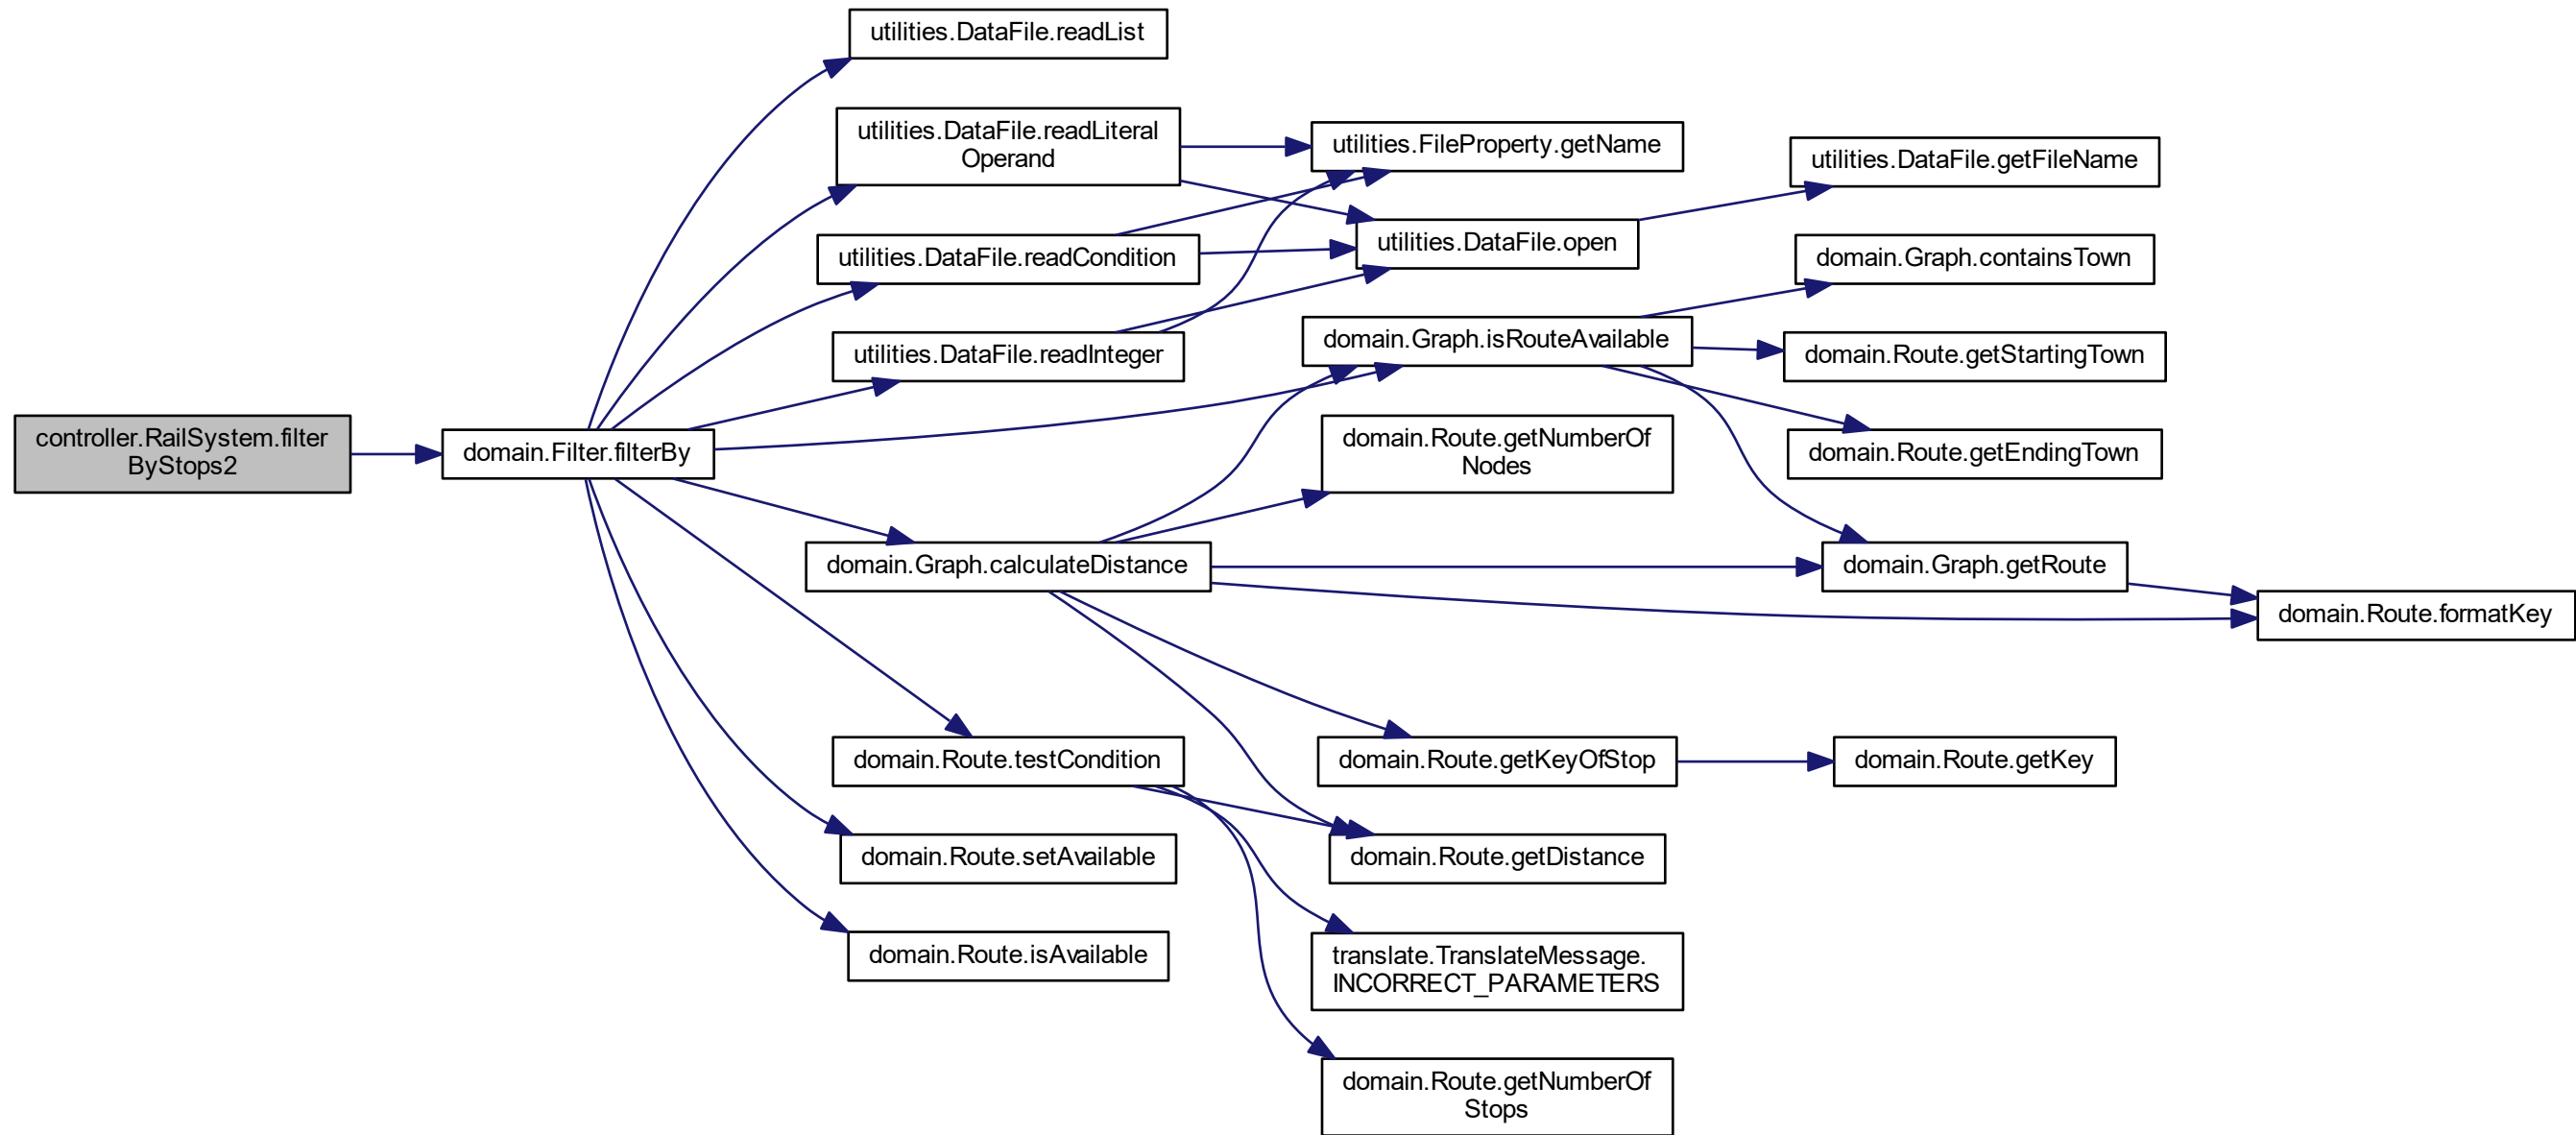 utilities.DataFile.readList
utilities.DataFile.readLiteral
Operand
utilities.FileProperty.getName
utilities.DataFile.getFileName
utilities.DataFile.open
utilities.DataFile.readCondition
domain.Graph.containsTown
domain.Graph.isRouteAvailable
utilities.DataFile.readInteger
domain.Route.getStartingTown
controller.RailSystem.filter
ByStops2
domain.Filter.filterBy
domain.Route.getNumberOf
Nodes
domain.Route.getEndingTown
domain.Graph.calculateDistance
domain.Graph.getRoute
domain.Route.formatKey
domain.Route.testCondition
domain.Route.getKeyOfStop
domain.Route.getKey
domain.Route.setAvailable
domain.Route.getDistance
domain.Route.isAvailable
translate.TranslateMessage.
INCORRECT_PARAMETERS
domain.Route.getNumberOf
Stops